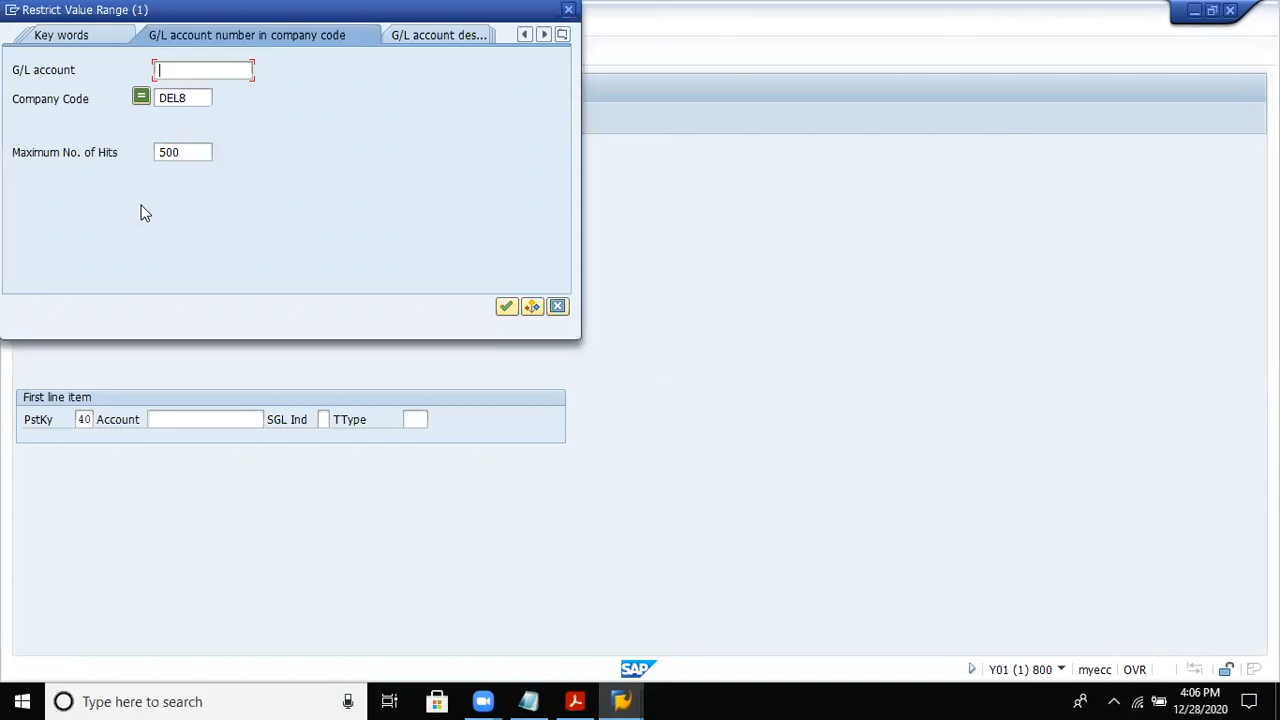 Restrict Value Range (1)
Key words
G/L account number in company code
G/L account des...
G/L account
Company Code
DEL8
Maximum No. of Hits
500
First line item
PstKy
40
Account
SGL Ind
TType
SAP
Y01 (1) 800
myecc
OVR
Type here to search
4:06 PM
12/28/2020